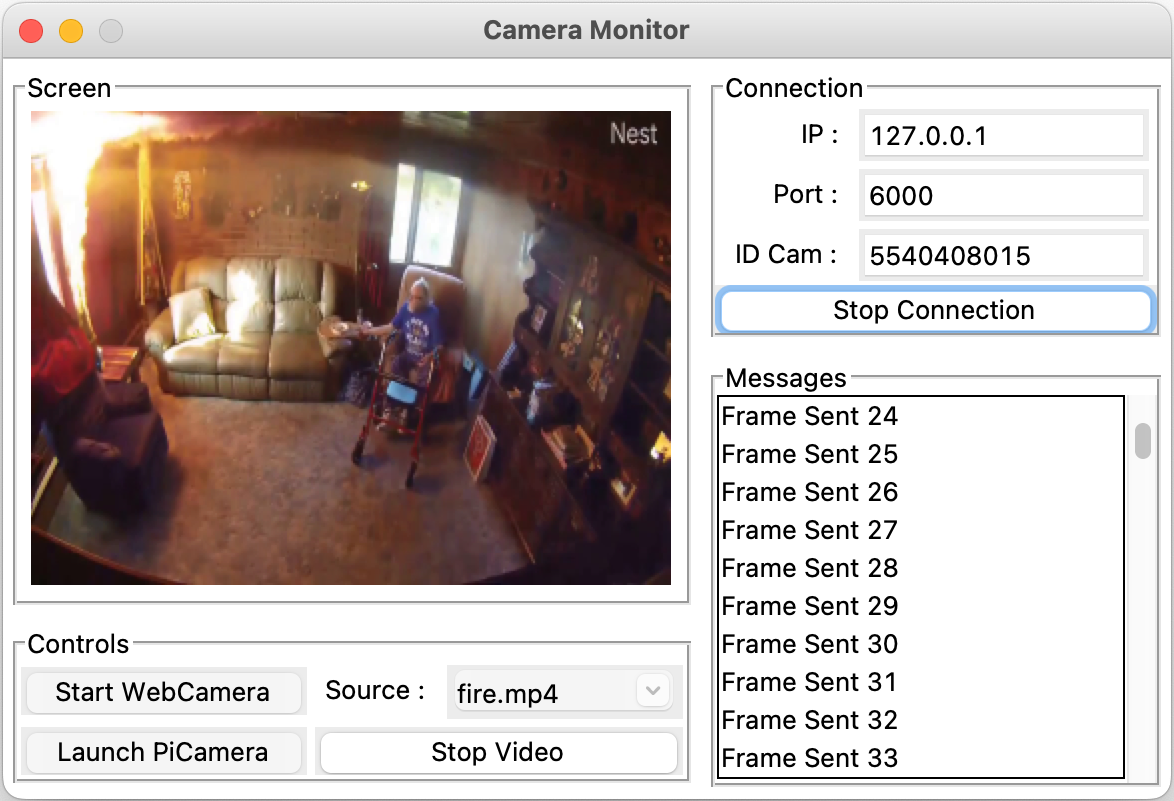 Camera Monitor
Screen
Nest
Controls
Start WebCamera
Source :
fire.mp4
Launch PiCamera
Stop Video
Connection
IP :
127.0.0.1
Port :
6000
ID Cam :
5540408015
Stop Connection
Messages
Frame Sent 24
Frame Sent 25
Frame Sent 26
Frame Sent 27
Frame Sent 28
Frame Sent 29
Frame Sent 30
Frame Sent 31
Frame Sent 32
Frame Sent 33